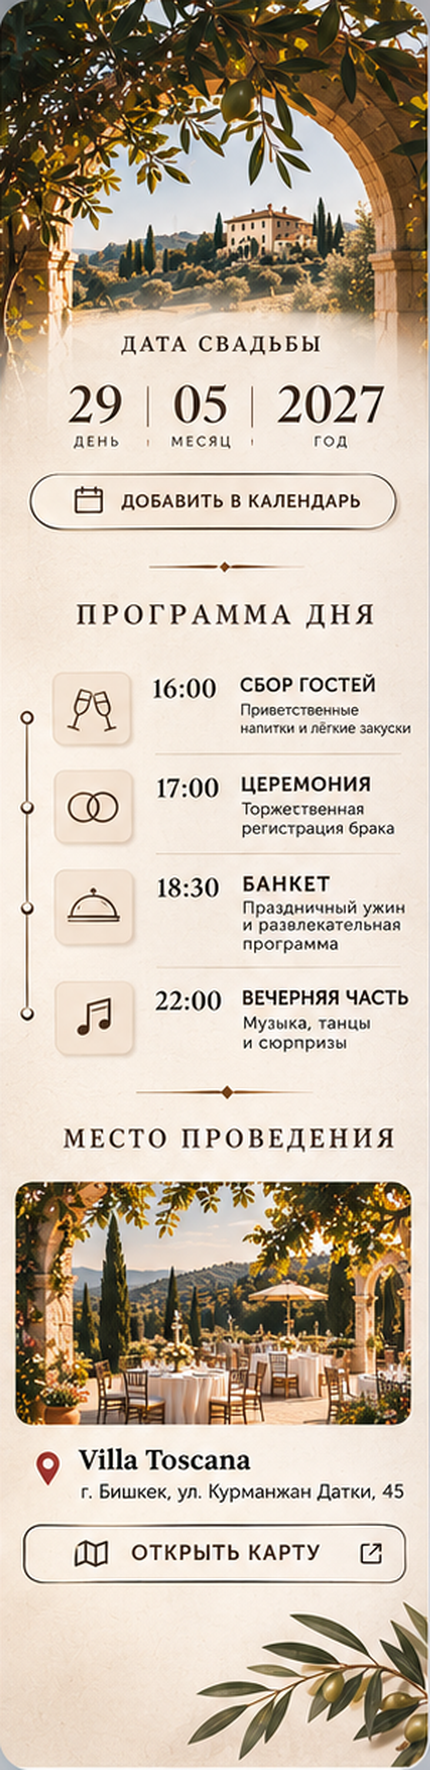 ДАТА СВАДЬБЫ
29 | 05 | 2027
ДЕНЬ МЕСЯЦ ГОД
ДОБАВИТЬ В КАЛЕНДАРЬ
ПРОГРАММА ДНЯ
16:00 СБОР ГОСТЕЙ
Приветственные
напитки и лёгкие закуски
17:00 ЦЕРЕМОНИЯ
Торжественная
регистрация брака
18:30 БАНКЕТ
Праздничный ужин
и развлекательная
программа
22:00 ВЕЧЕРНЯЯ ЧАСТЬ
Музыка, танцы
и сюрпризы
МЕСТО ПРОВЕДЕНИЯ
Villa Toscana
г. Бишкек, ул. Курманжан Датки, 45
ОТКРЫТЬ КАРТУ